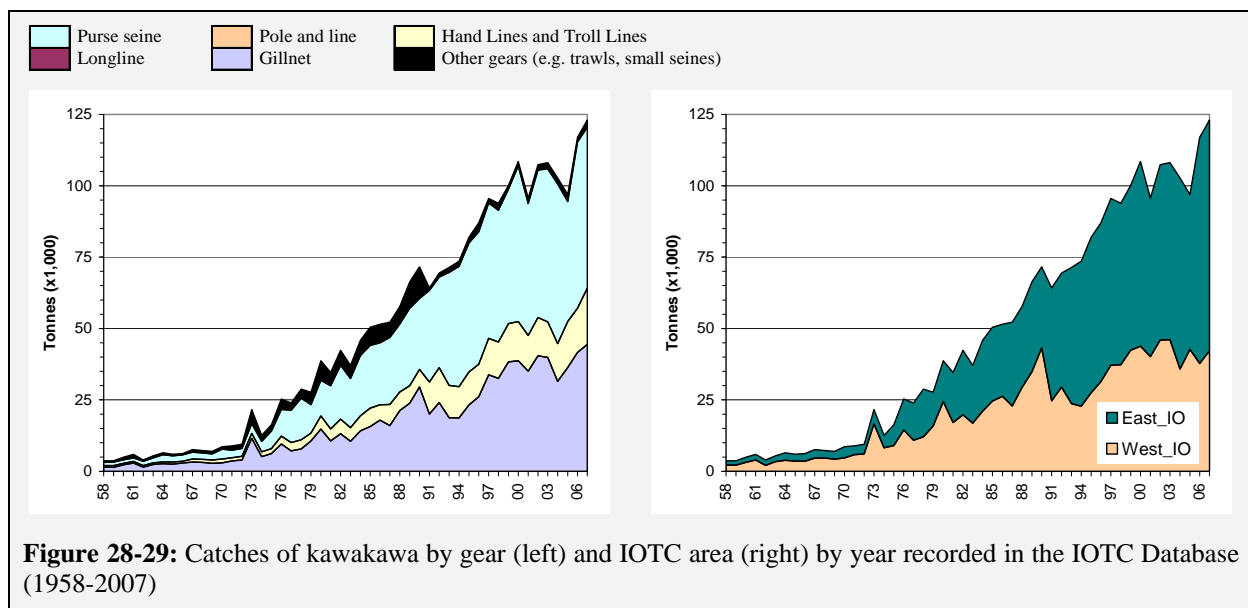 Purse seine
Longline
Pole and line
Gillnet
Hand Lines and Troll Lines
Other gears (e.g. trawls, small seines)
Tonnes (x1,000)
125
100
75
50
25
0
58 61 64 67 70 73 76 79 82 85 88 91 94 97 00 03 06
Tonnes (x1,000)
125
100
75
50
25
0
58 61 64 67 70 73 76 79 82 85 88 91 94 97 00 03 06
East_IO
West_IO
Figure 28-29: Catches of kawakawa by gear (left) and IOTC area (right) by year recorded in the IOTC Database
(1958-2007)